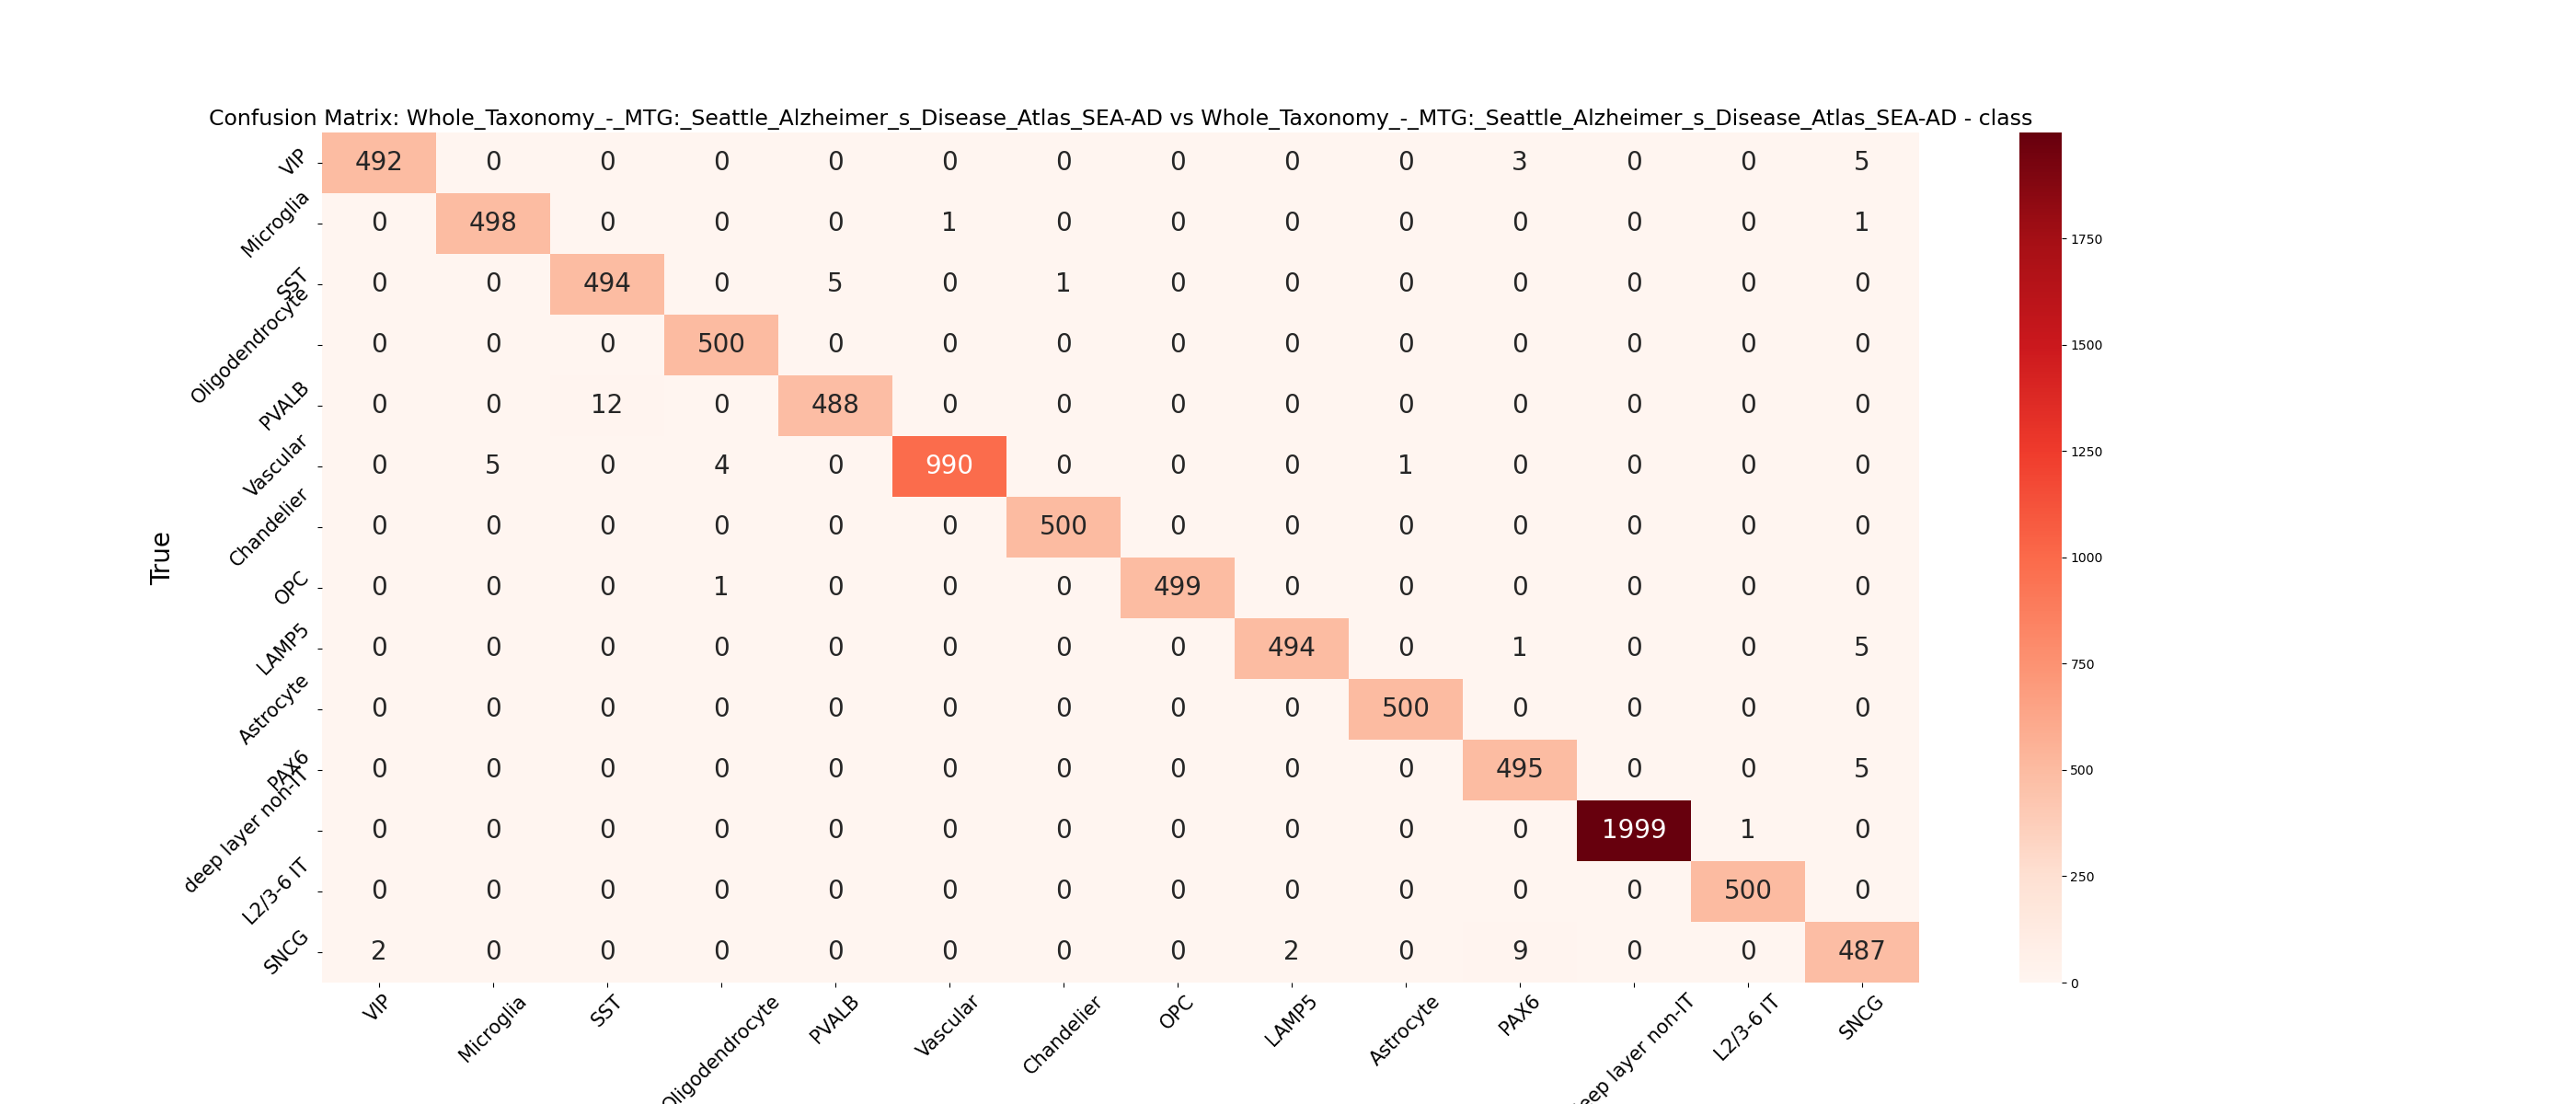 Confusion Matrix: Whole_Taxonomy_-_MTG:_Seattle_Alzheimer_s_Disease_Atlas_SEA-AD vs Whole_Taxonomy_-_MTG:_Seattle_Alzheimer_s_Disease_Atlas_SEA-AD - class
True
VIP 492 0 0 0 0 0 0 0 0 0 3 0 0 5
Microglia 0 498 0 0 0 1 0 0 0 0 0 0 0 1
SST 0 0 494 0 5 0 1 0 0 0 0 0 0 0
Oligodendrocyte 0 0 0 500 0 0 0 0 0 0 0 0 0 0
PVALB 0 0 12 0 488 0 0 0 0 0 0 0 0 0
Vascular 0 5 0 4 0 990 0 0 0 1 0 0 0 0
Chandelier 0 0 0 0 0 0 500 0 0 0 0 0 0 0
OPC 0 0 0 1 0 0 0 499 0 0 0 0 0 0
LAMP5 0 0 0 0 0 0 0 0 494 0 1 0 0 5
Astrocyte 0 0 0 0 0 0 0 0 0 500 0 0 0 0
PAX6 0 0 0 0 0 0 0 0 0 0 495 0 0 5
deep layer non-IT 0 0 0 0 0 0 0 0 0 0 0 1999 1 0
L2/3-6 IT 0 0 0 0 0 0 0 0 0 0 0 0 500 0
SNCG 2 0 0 0 0 0 0 0 2 0 9 0 0 487
VIP Microglia SST Oligodendrocyte PVALB Vascular Chandelier OPC LAMP5 Astrocyte PAX6 layer non-IT L2/3-6 IT SNCG
1750
1500
1250
1000
750
500
250
0